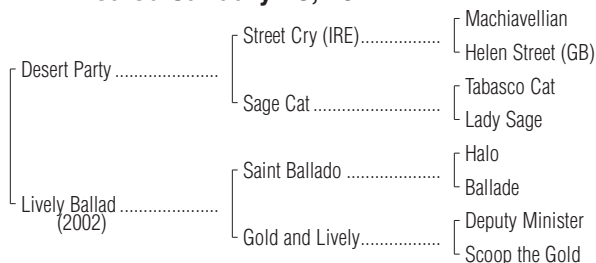 Machiavellian
Street Cry (IRE)
Helen Street (GB)
Desert Party
Tabasco Cat
Sage Cat
Lady Sage
Halo
Saint Ballado
Ballade
Lively Ballad
(2002)
Deputy Minister
Gold and Lively
Scoop the Gold